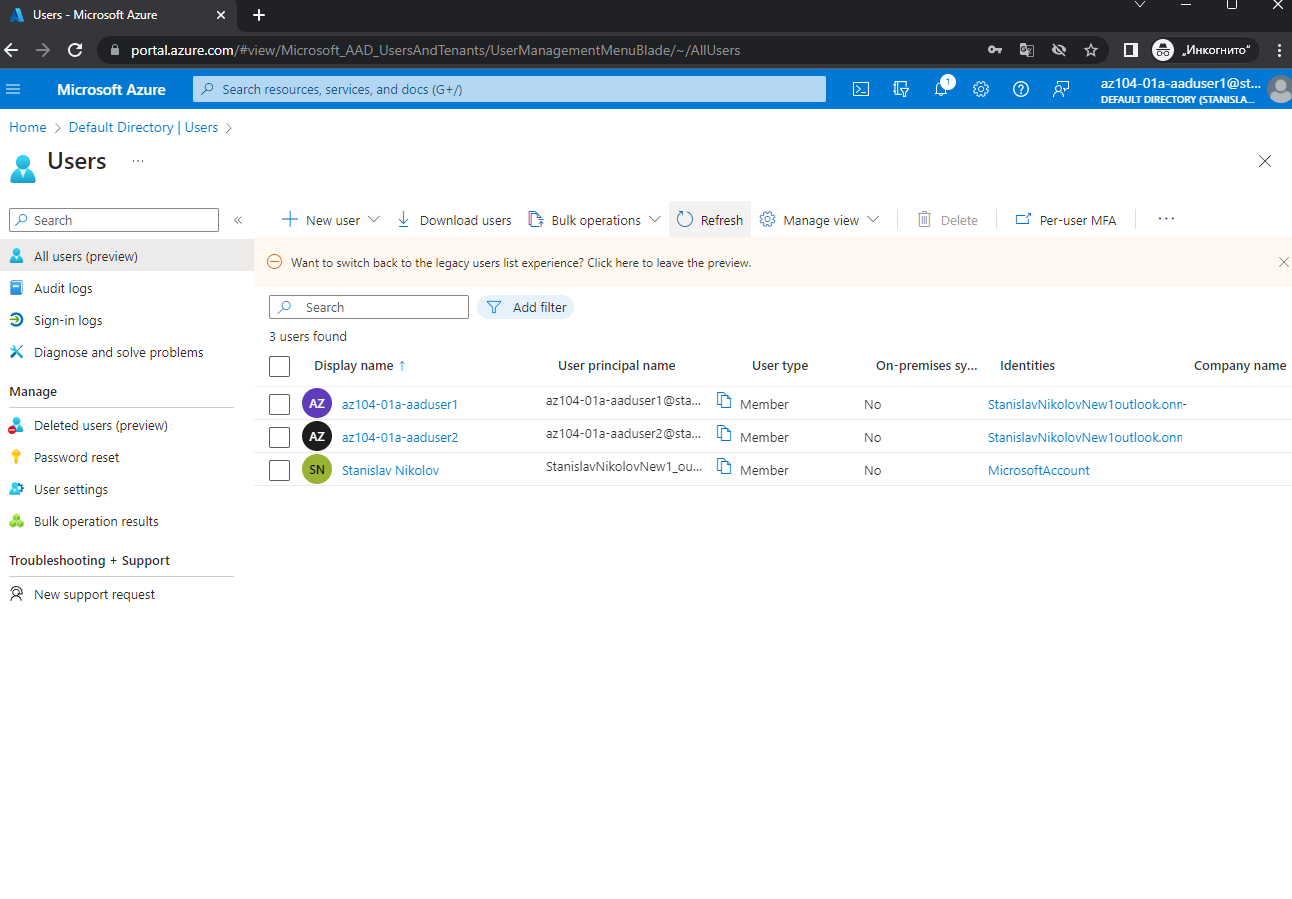 Users - Microsoft Azure
portal.azure.com/#view/Microsoft_AAD_UsersAndTenants/UserManagementMenuBlade/~/AllUsers
„Инкогнито“
Microsoft Azure
Search resources, services, and docs (G+/)
1
az104-01a-aaduser1@st...
DEFAULT DIRECTORY (STANISLA...
Home > Default Directory | Users >
Users ...
Search «
New user
Download users
Bulk operations
Refresh
Manage view
Delete
Per-user MFA
...
All users (preview)
Audit logs
Sign-in logs
Diagnose and solve problems
Manage
Deleted users (preview)
Password reset
User settings
Bulk operation results
Troubleshooting + Support
New support request
Want to switch back to the legacy users list experience? Click here to leave the preview.
Search
Add filter
3 users found
Display name ↑ User principal name User type On-premises sy... Identities Company name
AZ az104-01a-aaduser1 az104-01a-aaduser1@sta... Member No StanislavNikolovNew1outlook.onn-
AZ az104-01a-aaduser2 az104-01a-aaduser2@sta... Member No StanislavNikolovNew1outlook.onn
SN Stanislav Nikolov StanislavNikolovNew1_ou... Member No MicrosoftAccount